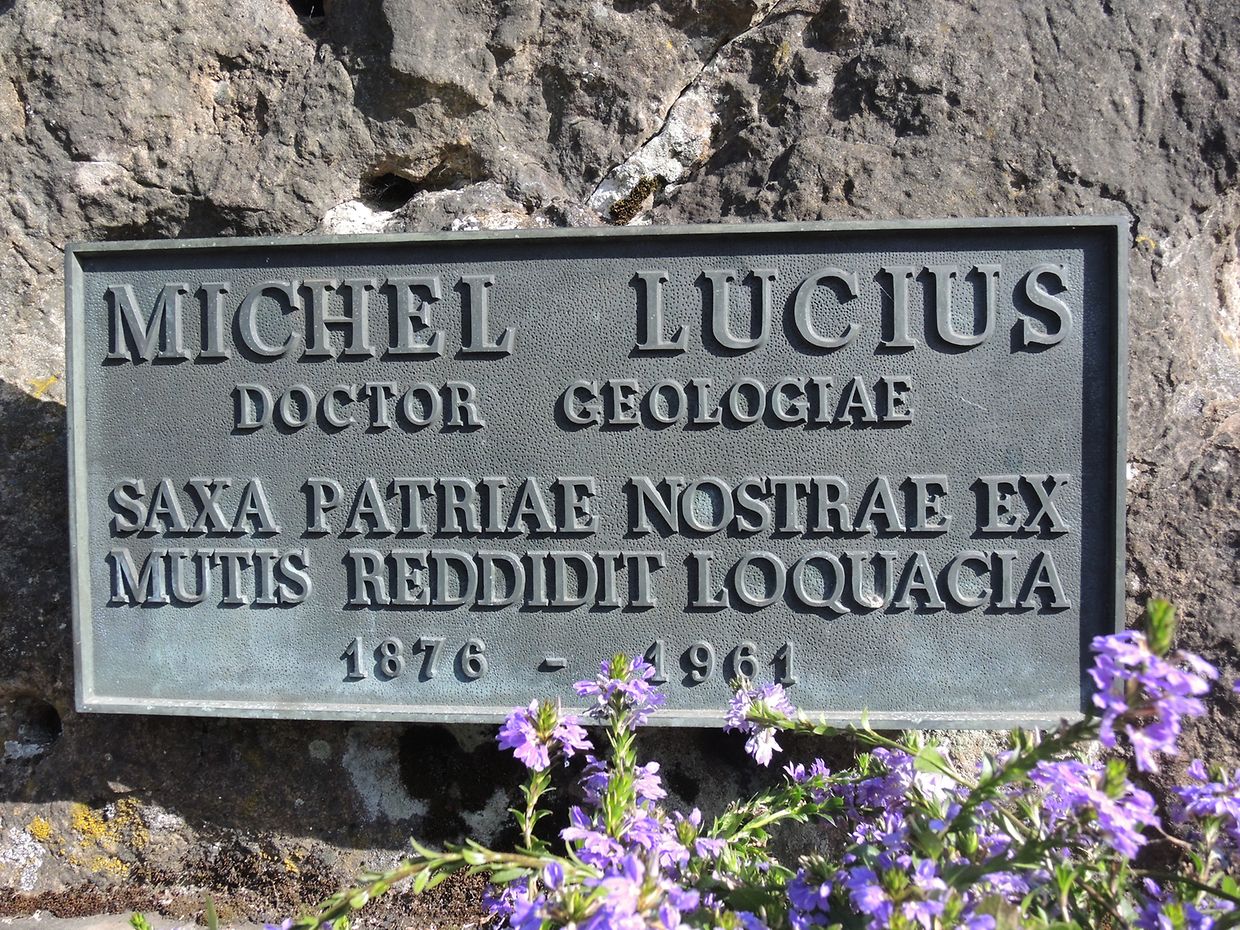 MICHEL LUCIUS
DOCTOR GEOLOGIAE
SAXA PATRIAE NOSTRAE EX
MUTIS REDDIDIT LOQUACIA
1876 - 1961